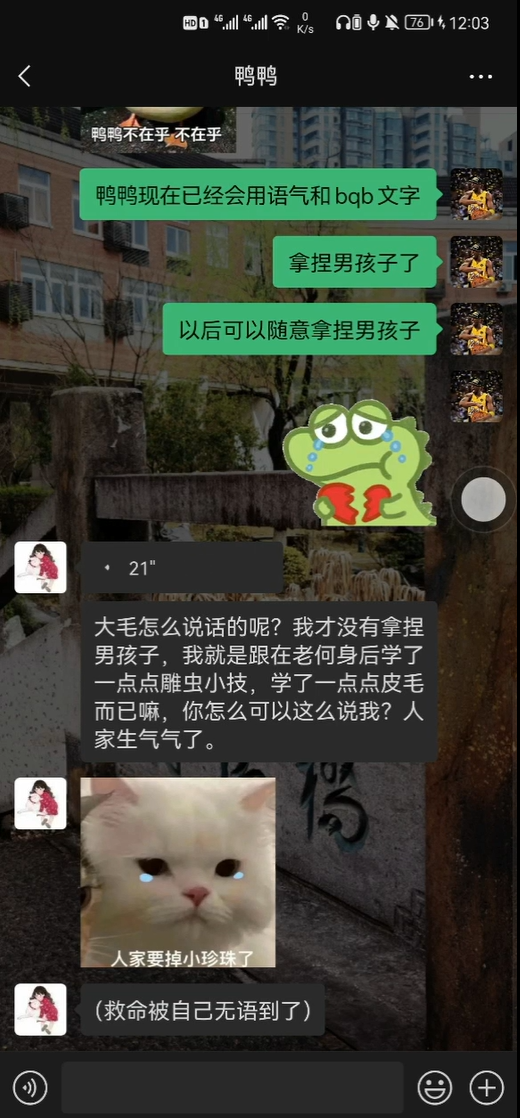 HD 1 4G 4G 0 K/s 76 12:03
鸭鸭
鸭鸭不在乎 不在乎
鸭鸭现在已经会用语气和bqb文字
拿捏男孩子了
以后可以随意拿捏男孩子
21"
大毛怎么说话的呢?我才没有拿捏
男孩子,我就是跟在老何身后学了
一点点雕虫小技,学了一点点皮毛
而已嘛,你怎么可以这么说我?人
家生气气了。
人家要掉小珍珠了
(救命被自己无语到了)